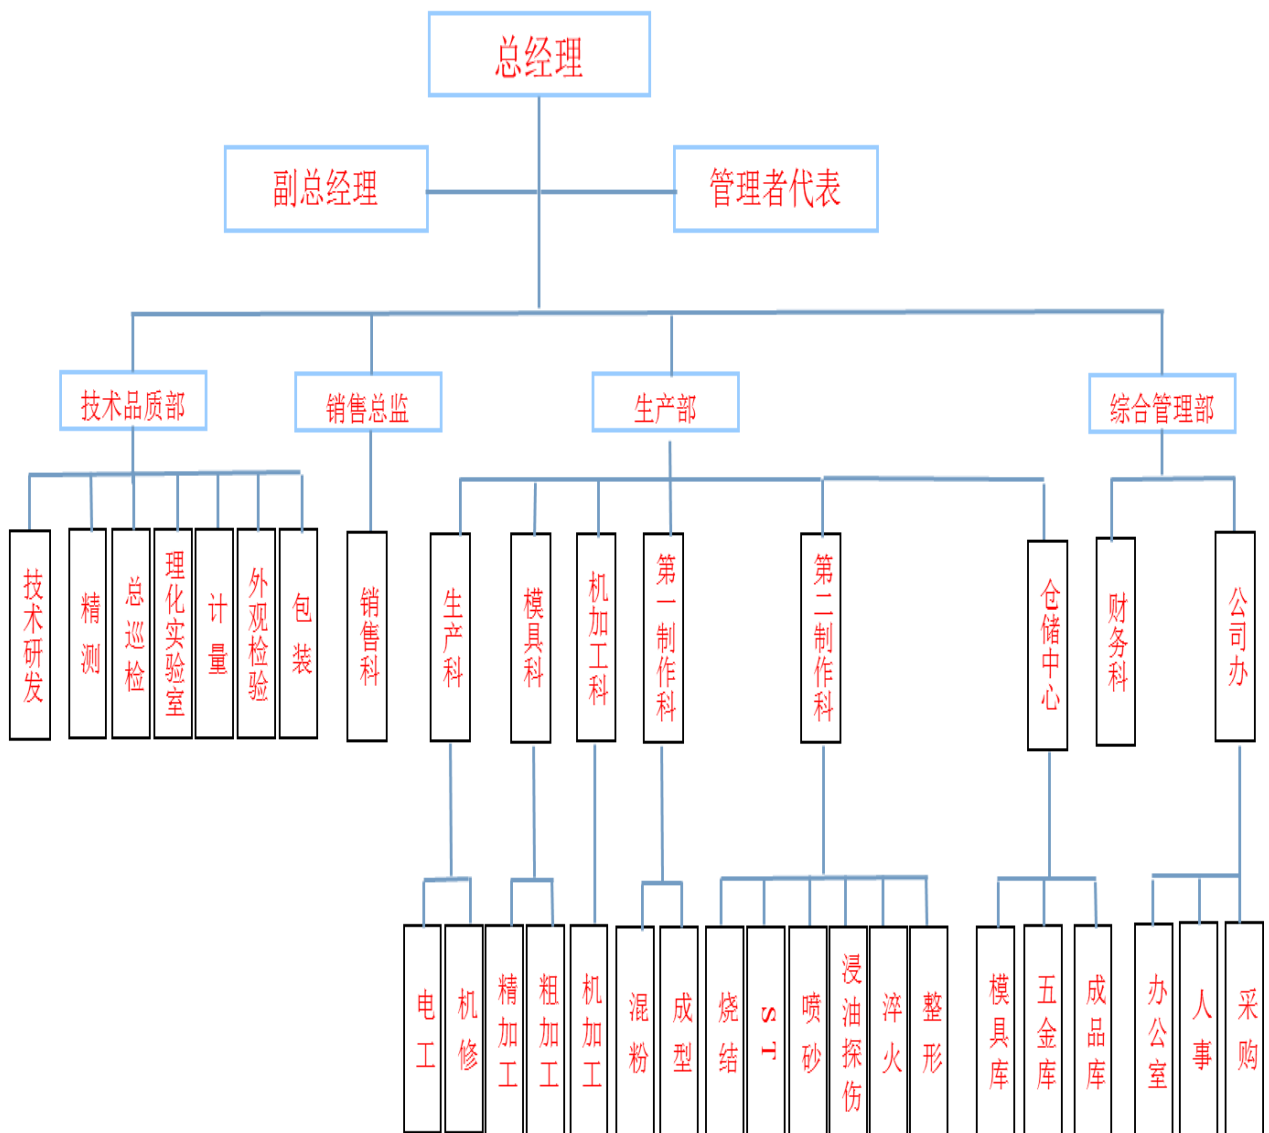 总经理
副总经理
管理者代表
技术品质部
销售总监
生产部
综合管理部
技术研发
精测
总巡检
理化实验室
计量
外观检验
包装
销售科
生产科
模具科
机加工科
第一制作科
第二制作科
仓储中心
财务科
公司办
电工
机修
精加工
粗加工
机加工
混粉
成型
烧结
ST
喷砂
浸油探伤
淬火
整形
模具库
五金库
成品库
办公室
人事
采购